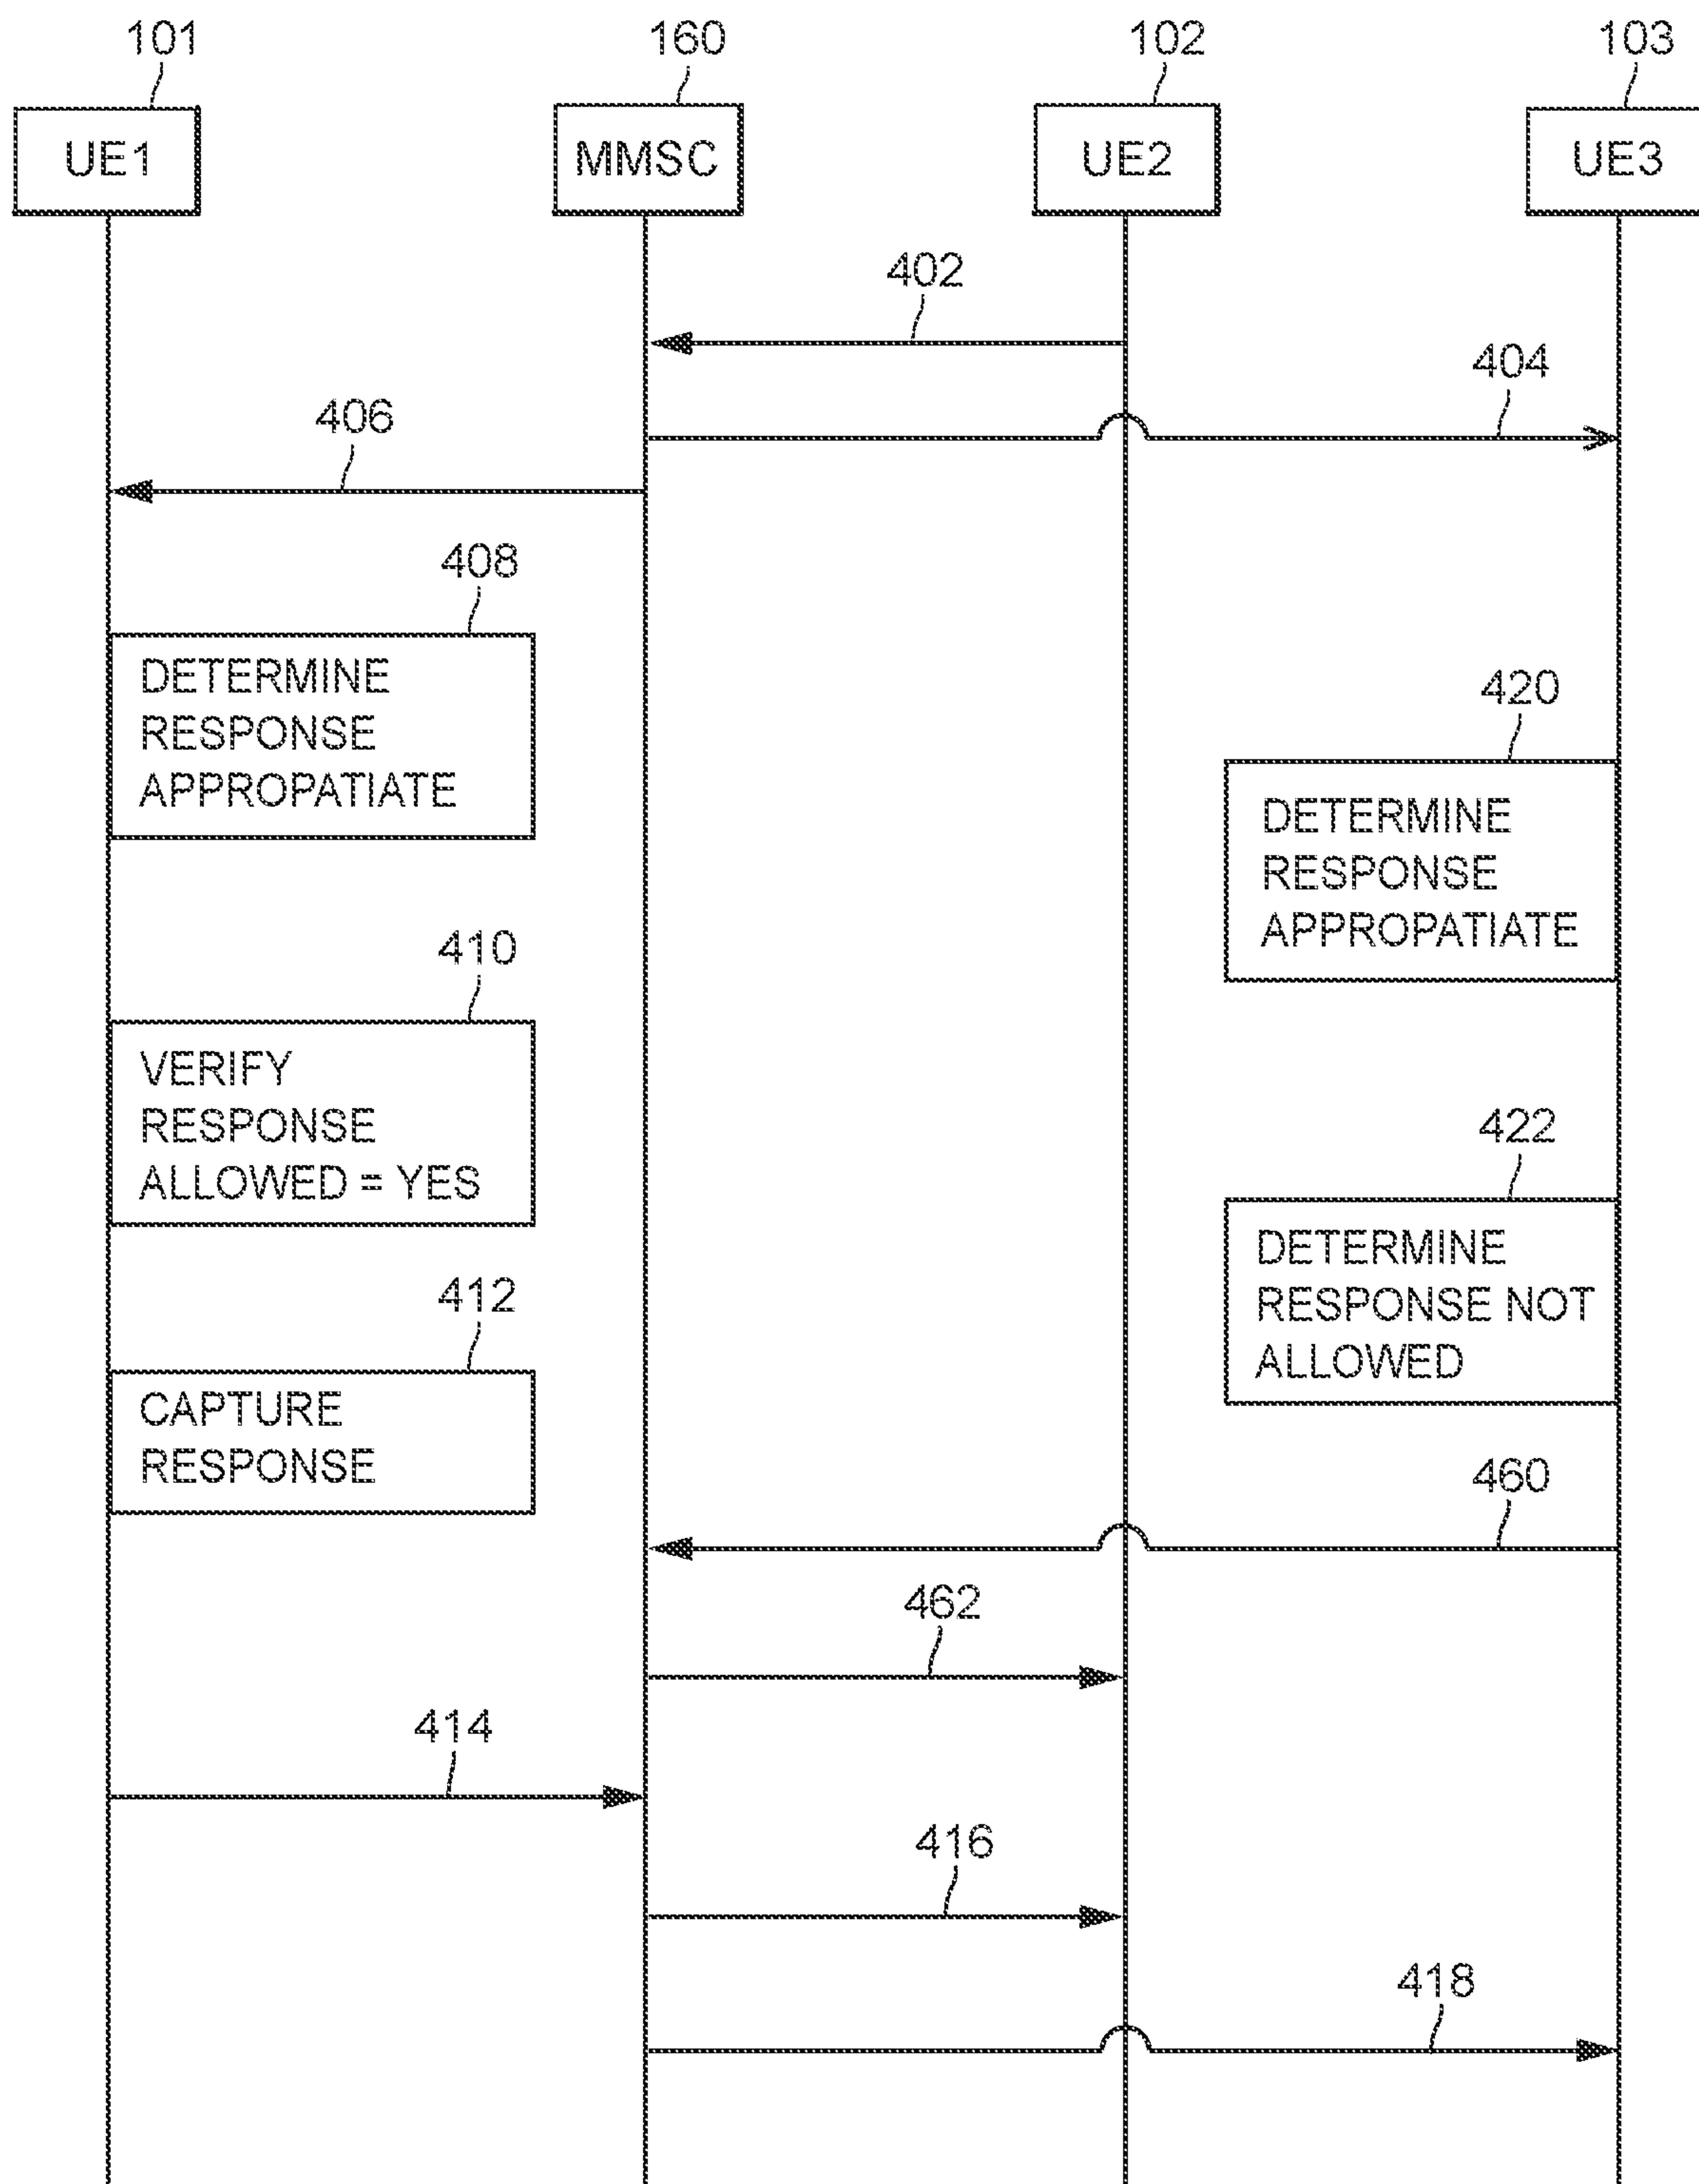 101
160
102
103
UE1
MMSC
UE2
UE3
402
404
406
408
DETERMINE
RESPONSE
APPROPATIATE
420
DETERMINE
RESPONSE
APPROPATIATE
410
VERIFY
RESPONSE
ALLOWED = YES
422
DETERMINE
RESPONSE NOT
ALLOWED
412
CAPTURE
RESPONSE
460
462
414
416
418